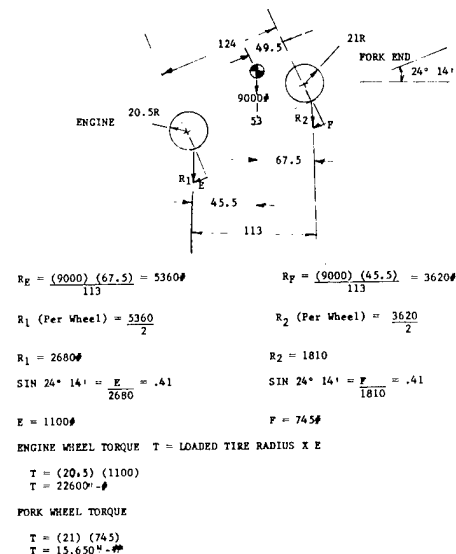 124 49.5 21R
FORK END
24° 14'
9000#
53
R2 F
20.5R
ENGINE
67.5
R1 E
45.5
113
RE = (9000) (67.5) / 113 = 5360#
RF = (9000) (45.5) / 113 = 3620#
R1 (Per Wheel) = 5360 / 2
R2 (Per Wheel) = 3620 / 2
R1 = 2680#
R2 = 1810
SIN 24° 14' = E / 2680 = .41
SIN 24° 14' = F / 1810 = .41
E = 1100#
F = 745#
ENGINE WHEEL TORQUE T = LOADED TIRE RADIUS X E
T = (20.5) (1100)
T = 22600"-#
FORK WHEEL TORQUE
T = (21) (745)
T = 15,650"-#